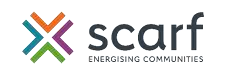 scarf
ENERGISING COMMUNITIES